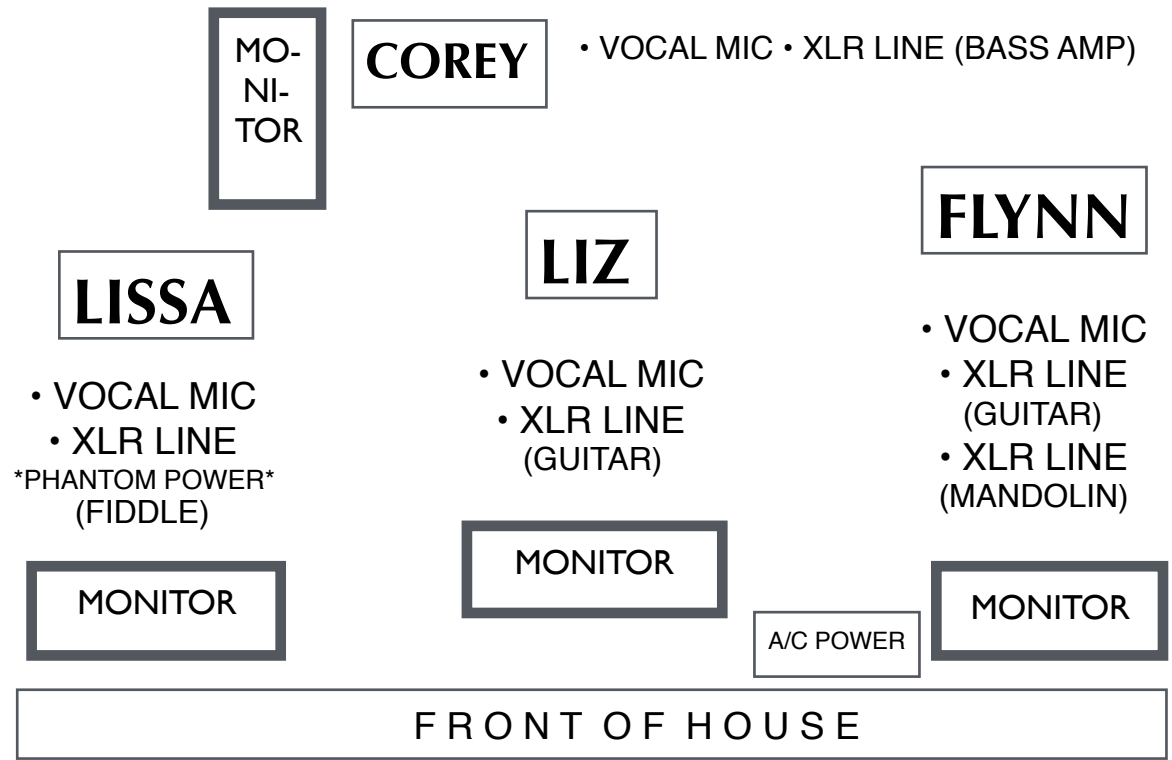 MO-
NI-
TOR
COREY
• VOCAL MIC • XLR LINE (BASS AMP)
LISSA
• VOCAL MIC
• XLR LINE
*PHANTOM POWER*
(FIDDLE)
MONITOR
LIZ
• VOCAL MIC
• XLR LINE
(GUITAR)
MONITOR
FLYNN
• VOCAL MIC
• XLR LINE
(GUITAR)
• XLR LINE
(MANDOLIN)
A/C POWER
MONITOR
FRONT OF HOUSE